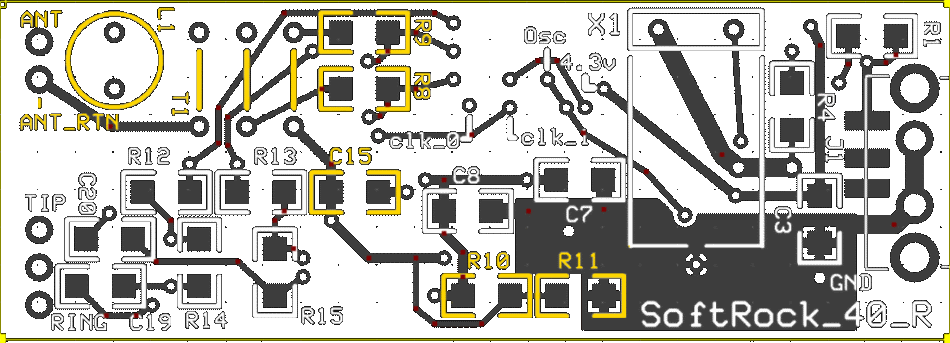 ANT
L1
R9
Osc
X1
R1
4.3v
R8
T1
R4
ANT_RTN
clk_0
clk_1
J1
R12
R13
C15
C8
C20
TIP
C7
C3
R10
R11
GND
RING
C19
R14
R15
SoftRock_40_R